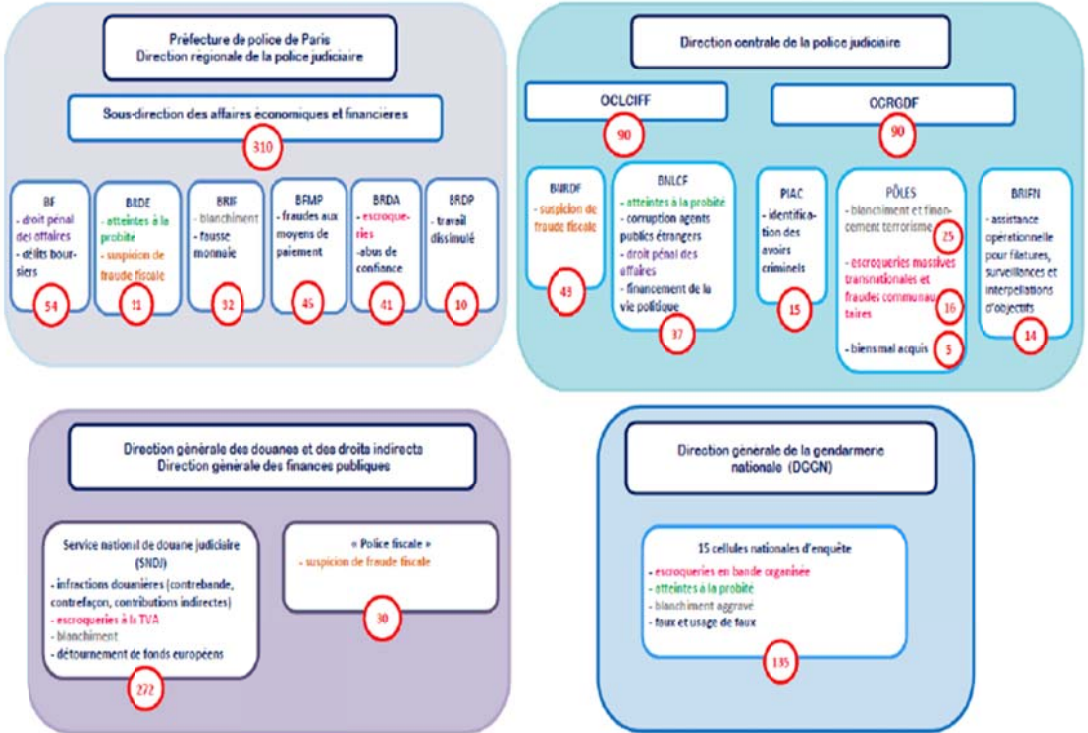 Préfecture de police de Paris
Direction régionale de la police judiciaire
Sous-direction des affaires économiques et financières
310
BF
- droit pénal
des affaires
- délits bour-
siers
54
atteintes à la
probité
- suspicion de
fraude fiscale
BRIF
- blanchiment
- fausse
monnaie
32
BFMP
- fraudes aux
moyens de
paiement
BRDA
- escroque-
ries
-abus de
confiance
41
BRDP
- travail
dissimulé
10
Direction centrale de la police judiciaire
OCLCIFF
90
BNRDF
- suspicion de
fraude fiscale
43
BNLCF
- atteintes à la probité
- corruption agents
publics étrangers
- droit pénal des
affaires
- financement de la
vie politique
37
OCRGDF
90
PIAC
- identifica-
tion des
avoirs
criminels
15
PÔLES
- blanchiment et finan-
cement terrorisme
25
- escroqueries massives
transnationales et
fraudes communau
taires
16
- biensmal acquis
5
BRIFN
- assistance
opérationnelle
pour filatures,
surveillances et
interpellations
d'objectifs
14
Direction générale des douanes et des droits indirects
Direction générale des finances publiques
Service national de douane judiciaire
(SNDJ)
- infractions douanières (contrebande,
contrefaçon, contributions indirectes)
- escroqueries à la TVA
- blanchiment
- détournement de fonds européens
272
« Police fiscale »
- suspicion de fraude fiscale
30
Direction générale de la gendarmerie
nationale (DGGN)
15 cellules nationales d'enquête
- escroqueries en bande organisée
- atteintes à la probité
- blanchiment aggravé
- faux et usage de faux
135